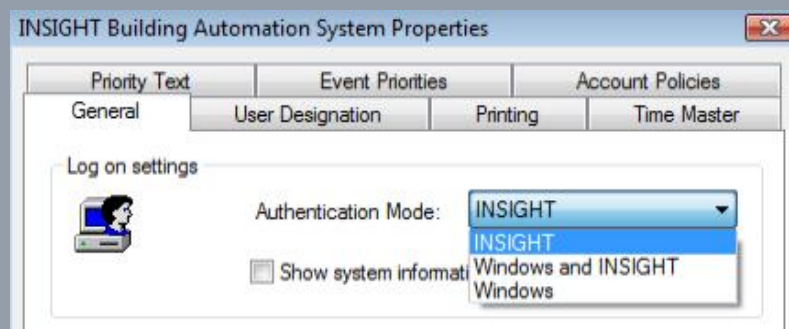 INSIGHT Building Automation System Properties
Priority Text Event Priorities Account Policies
General User Designation Printing Time Master
Log on settings
Authentication Mode: INSIGHT
INSIGHT
Show system Windows and INSIGHT
Windows